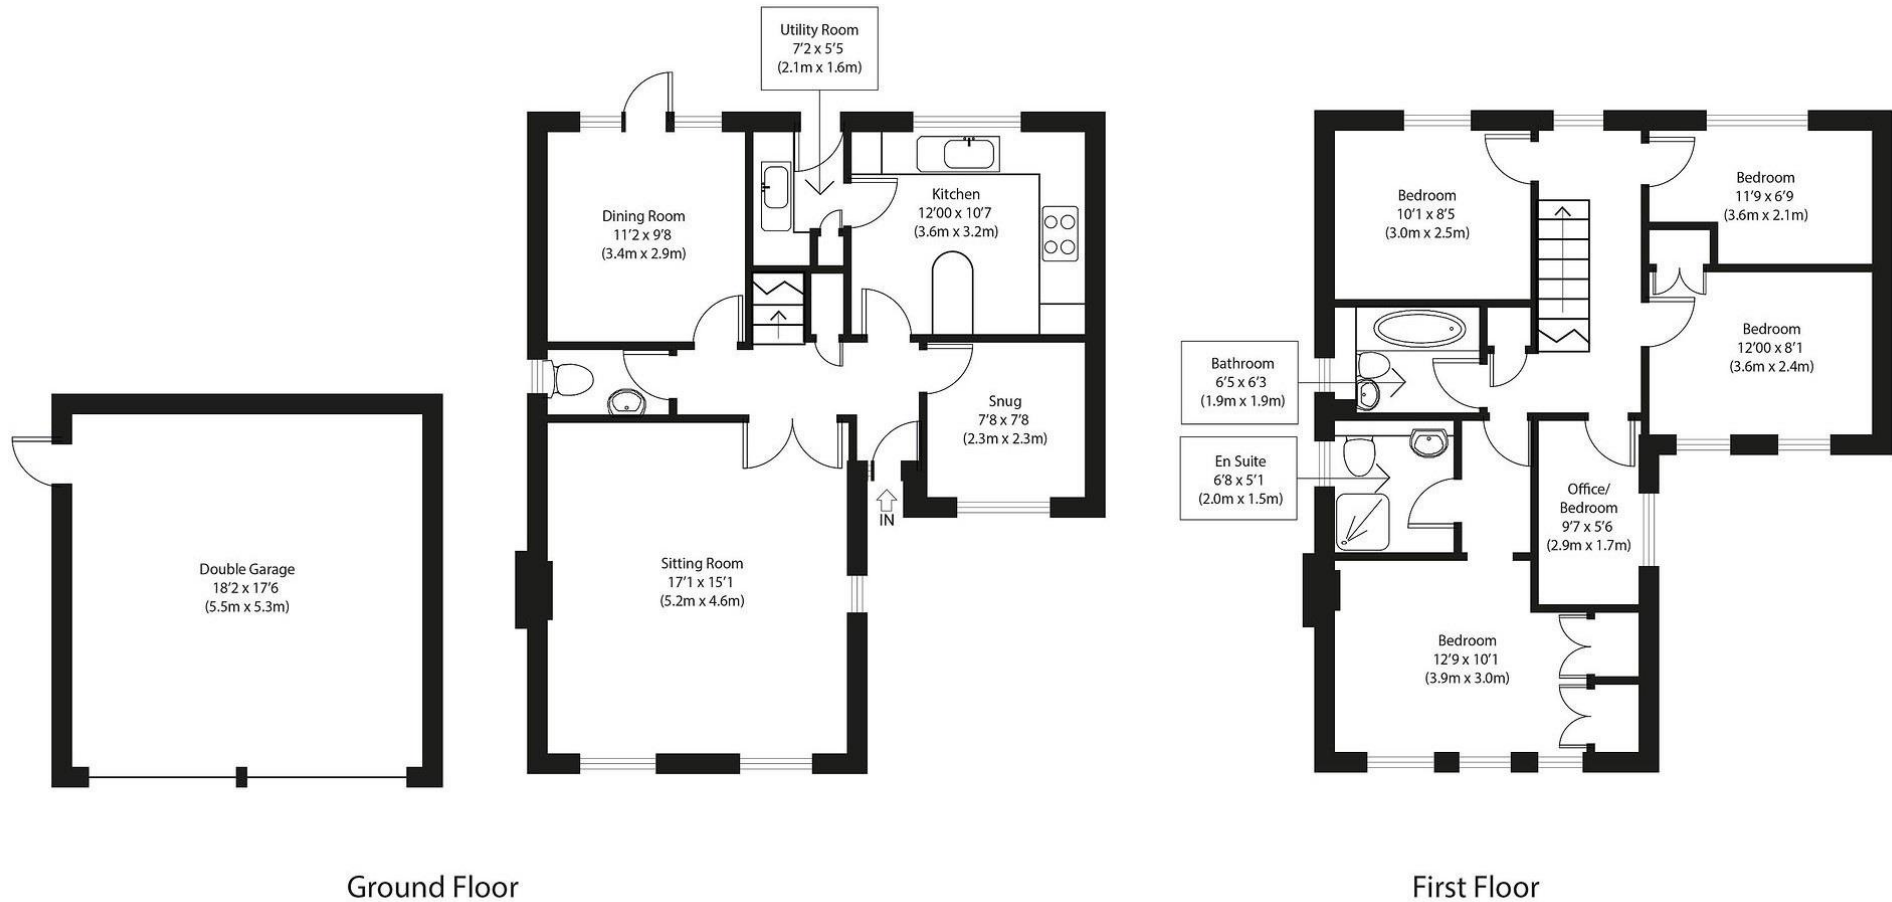 Utility Room
7’2 x 5’5
(2.1m x 1.6m)
Dining Room
11’2 x 9’8
(3.4m x 2.9m)
Kitchen
12’00 x 10’7
(3.6m x 3.2m)
Snug
7’8 x 7’8
(2.3m x 2.3m)
IN
Sitting Room
17’1 x 15’1
(5.2m x 4.6m)
Double Garage
18’2 x 17’6
(5.5m x 5.3m)
Ground Floor
Bedroom
10’1 x 8’5
(3.0m x 2.5m)
Bedroom
11’9 x 6’9
(3.6m x 2.1m)
Bedroom
12’00 x 8’1
(3.6m x 2.4m)
Bathroom
6’5 x 6’3
(1.9m x 1.9m)
En Suite
6’8 x 5’1
(2.0m x 1.5m)
Office/
Bedroom
9’7 x 5’6
(2.9m x 1.7m)
Bedroom
12’9 x 10’1
(3.9m x 3.0m)
First Floor